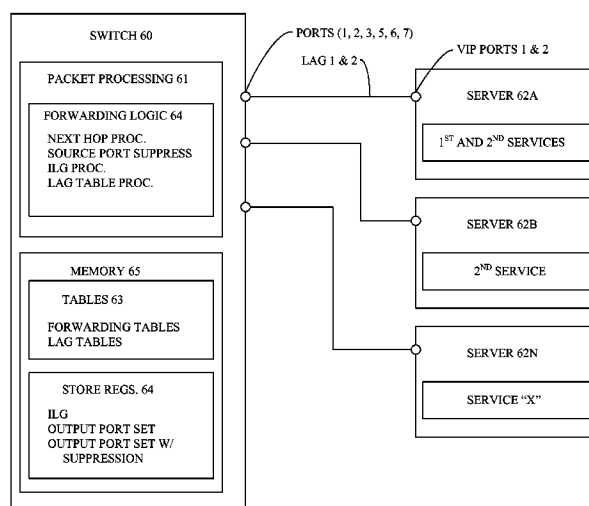 SWITCH 60
PACKET PROCESSING 61
FORWARDING LOGIC 64
NEXT HOP PROC.
SOURCE PORT SUPPRESS
ILG PROC.
LAG TABLE PROC.
MEMORY 65
TABLES 63
FORWARDING TABLES
LAG TABLES
STORE REGS. 64
ILG
OUTPUT PORT SET
OUTPUT PORT SET W/
SUPPRESSION
PORTS (1, 2, 3, 5, 6, 7)
LAG 1 & 2
VIP PORTS 1 & 2
SERVER 62A
1ST AND 2ND SERVICES
SERVER 62B
2ND SERVICE
SERVER 62N
SERVICE “X”